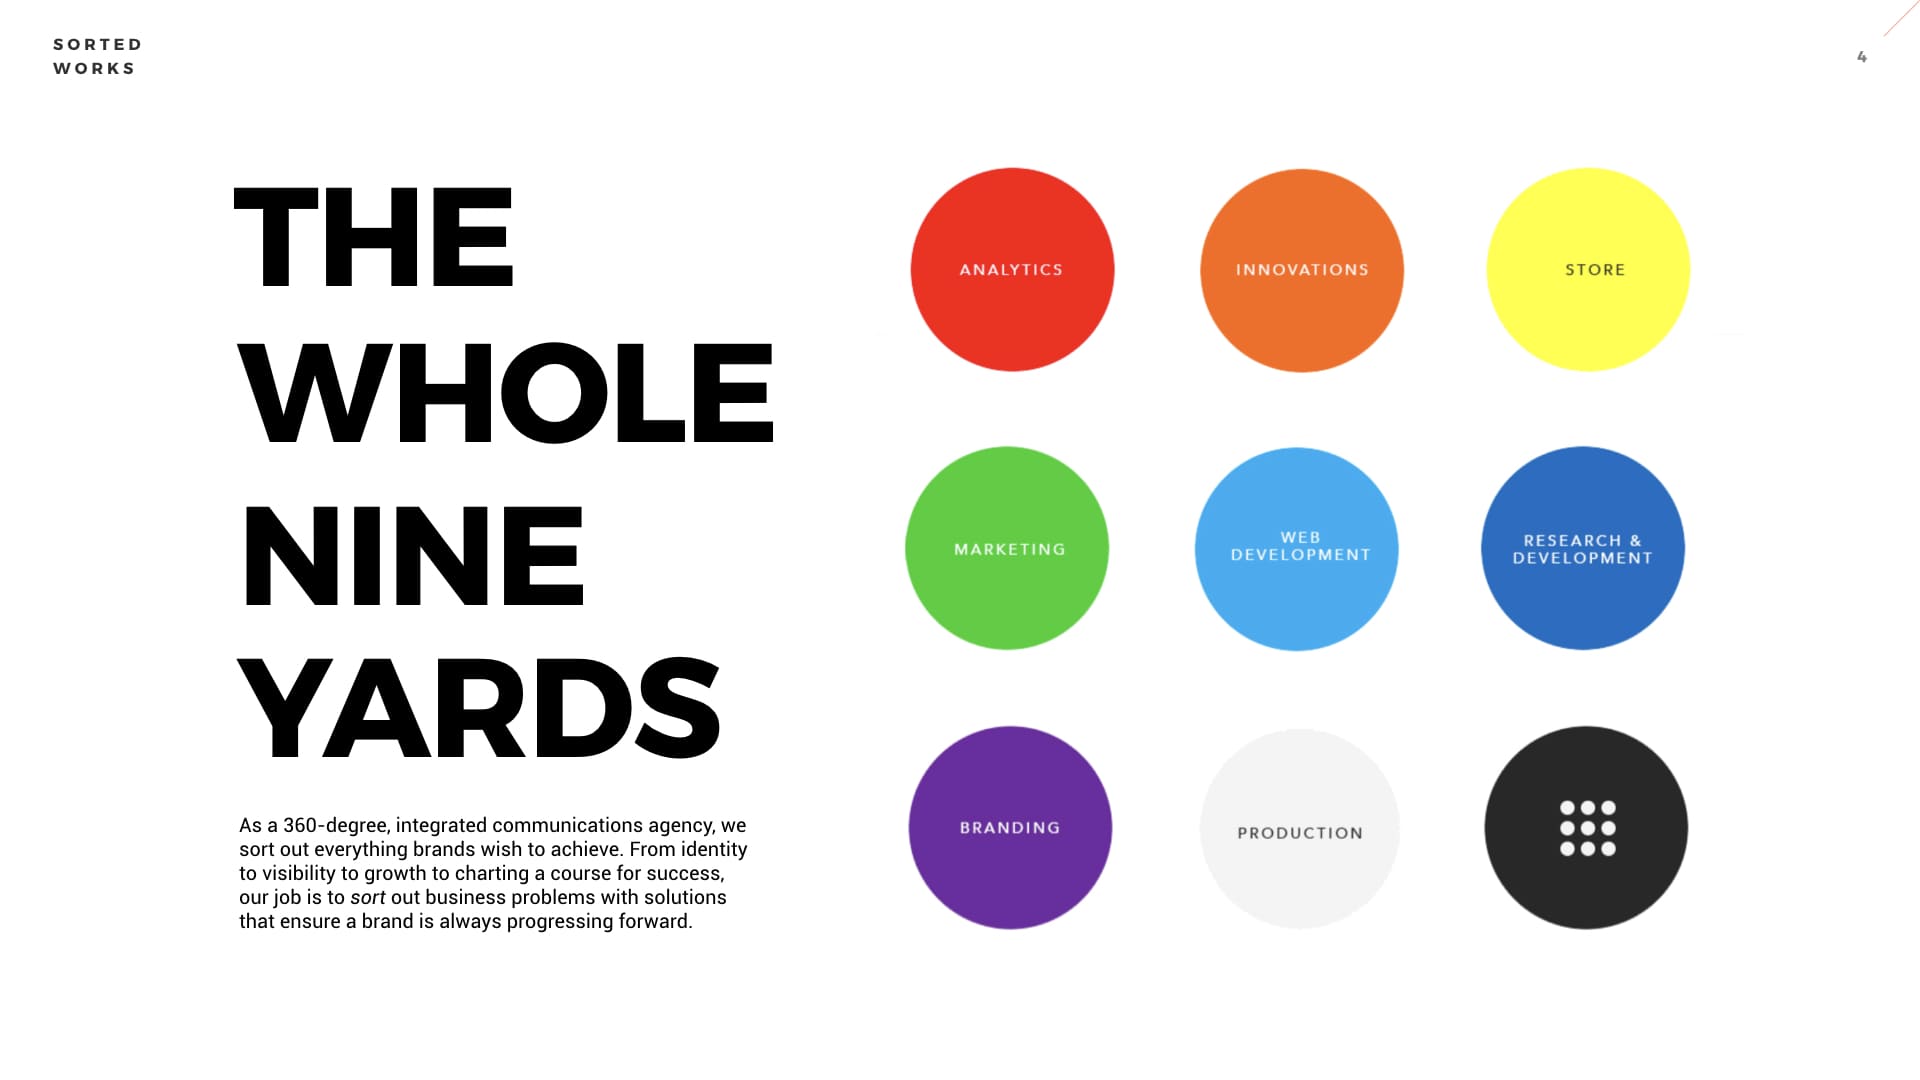 SORTED
WORKS
4
THE
WHOLE
NINE
YARDS
As a 360-degree, integrated communications agency, we
sort out everything brands wish to achieve. From identity
to visibility to growth to charting a course for success,
our job is to sort out business problems with solutions
that ensure a brand is always progressing forward.
ANALYTICS
INNOVATIONS
STORE
MARKETING
WEB
DEVELOPMENT
RESEARCH &
DEVELOPMENT
BRANDING
PRODUCTION